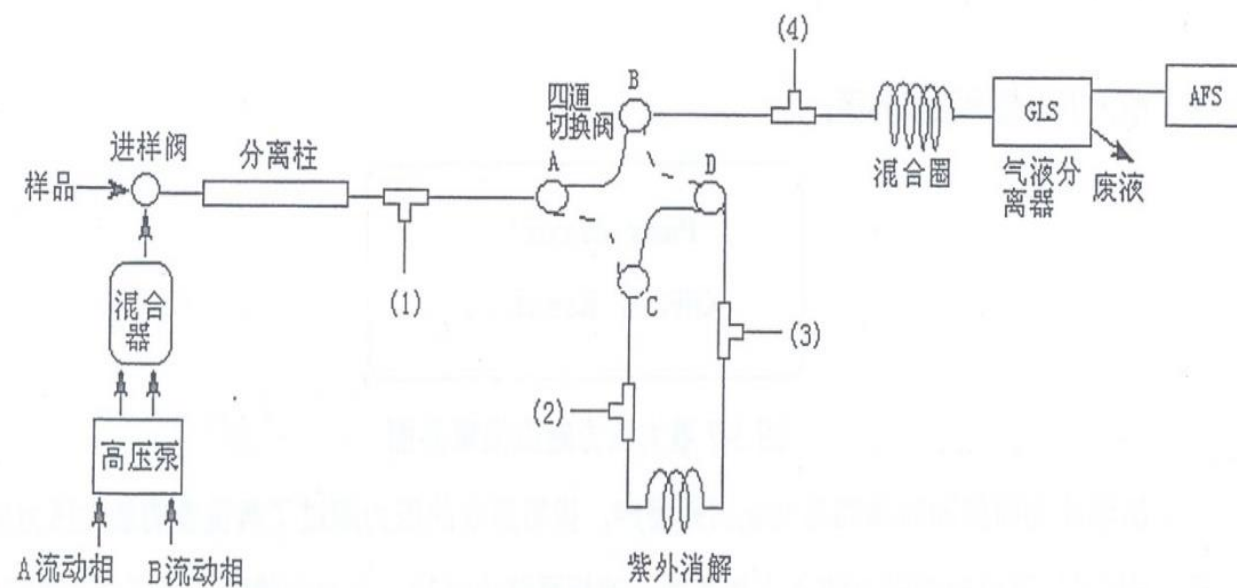 (4)
B
四通
切换阀
A
D
C
进样阀
分离柱
样品
(1)
混合
器
高压泵
A流动相
B流动相
(2)
(3)
紫外消解
混合圈
GLS
气液分
离器
废液
AFS